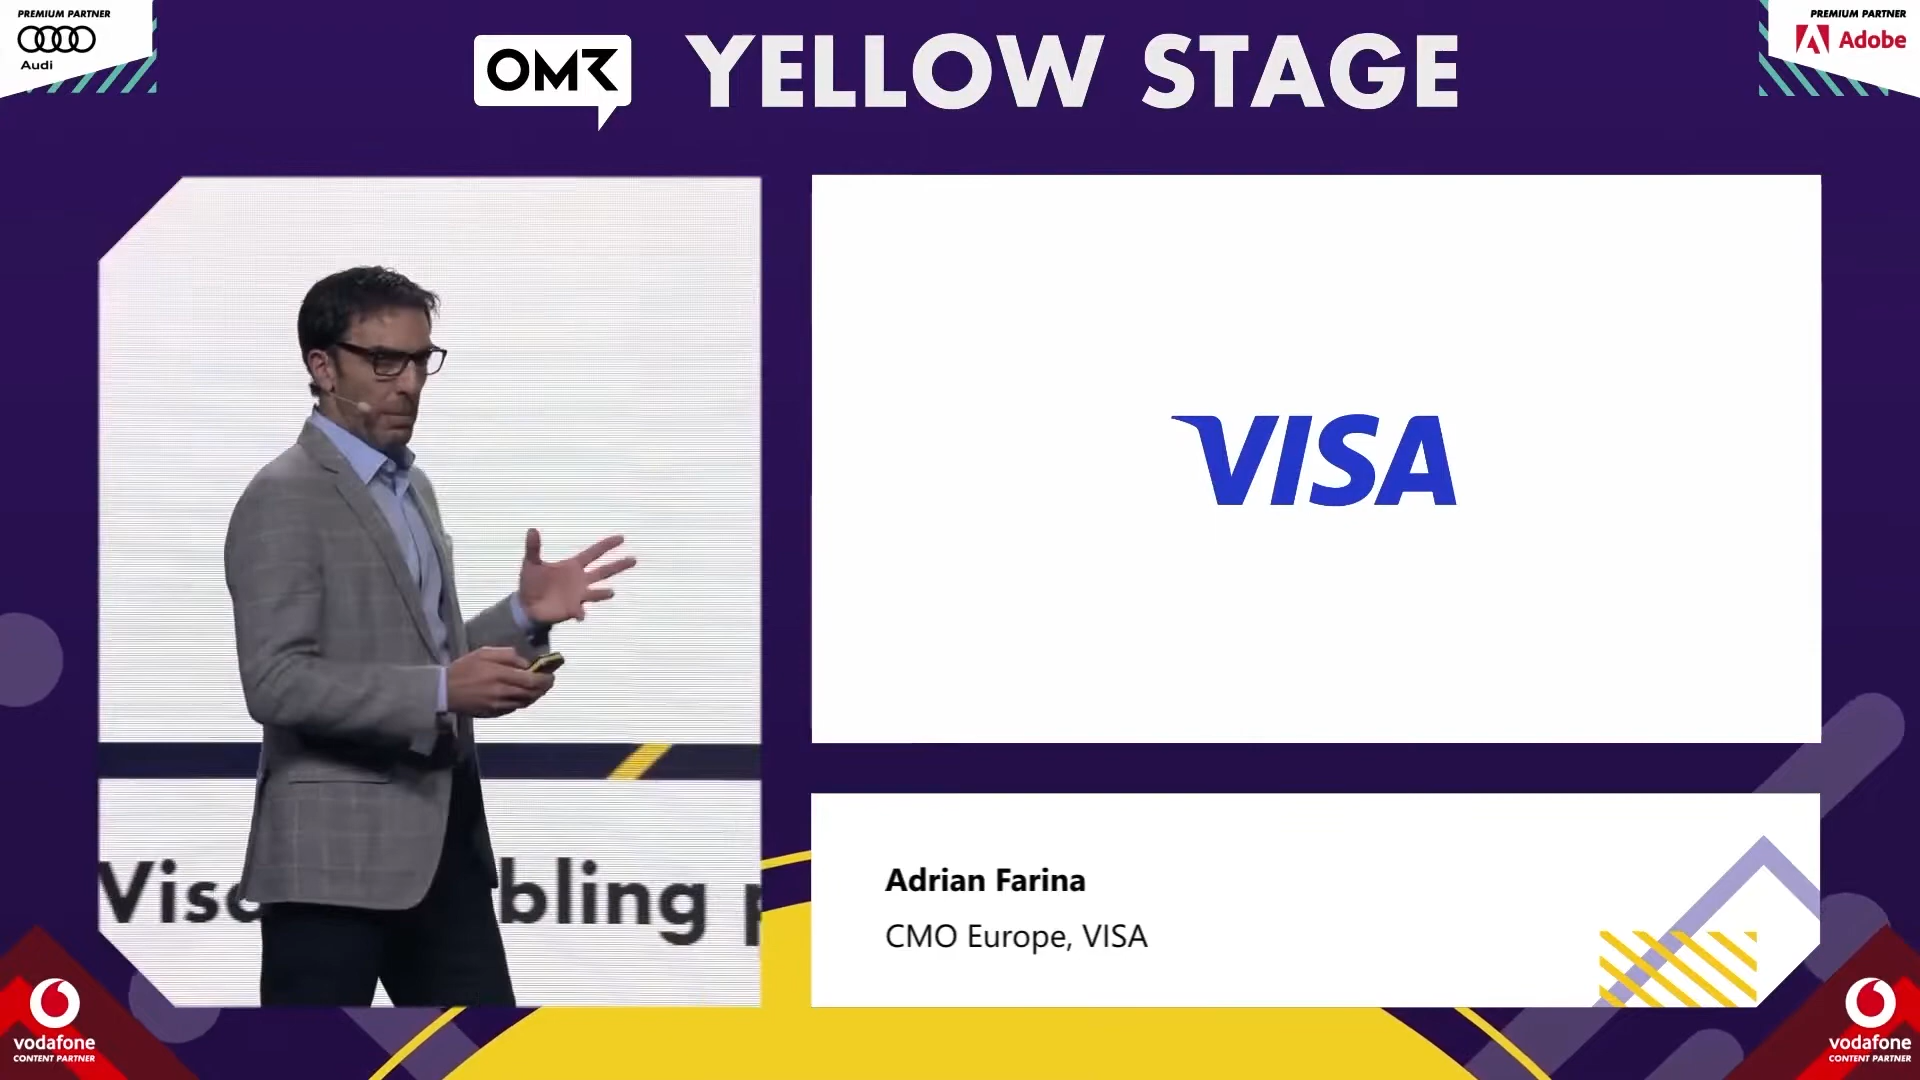 PREMIUM PARTNER
Audi
OMR YELLOW STAGE
PREMIUM PARTNER
Adobe
VISA
bling
Adrian Farina
CMO Europe, VISA
vodafone
CONTENT PARTNER
vodafone
CONTENT PARTNER